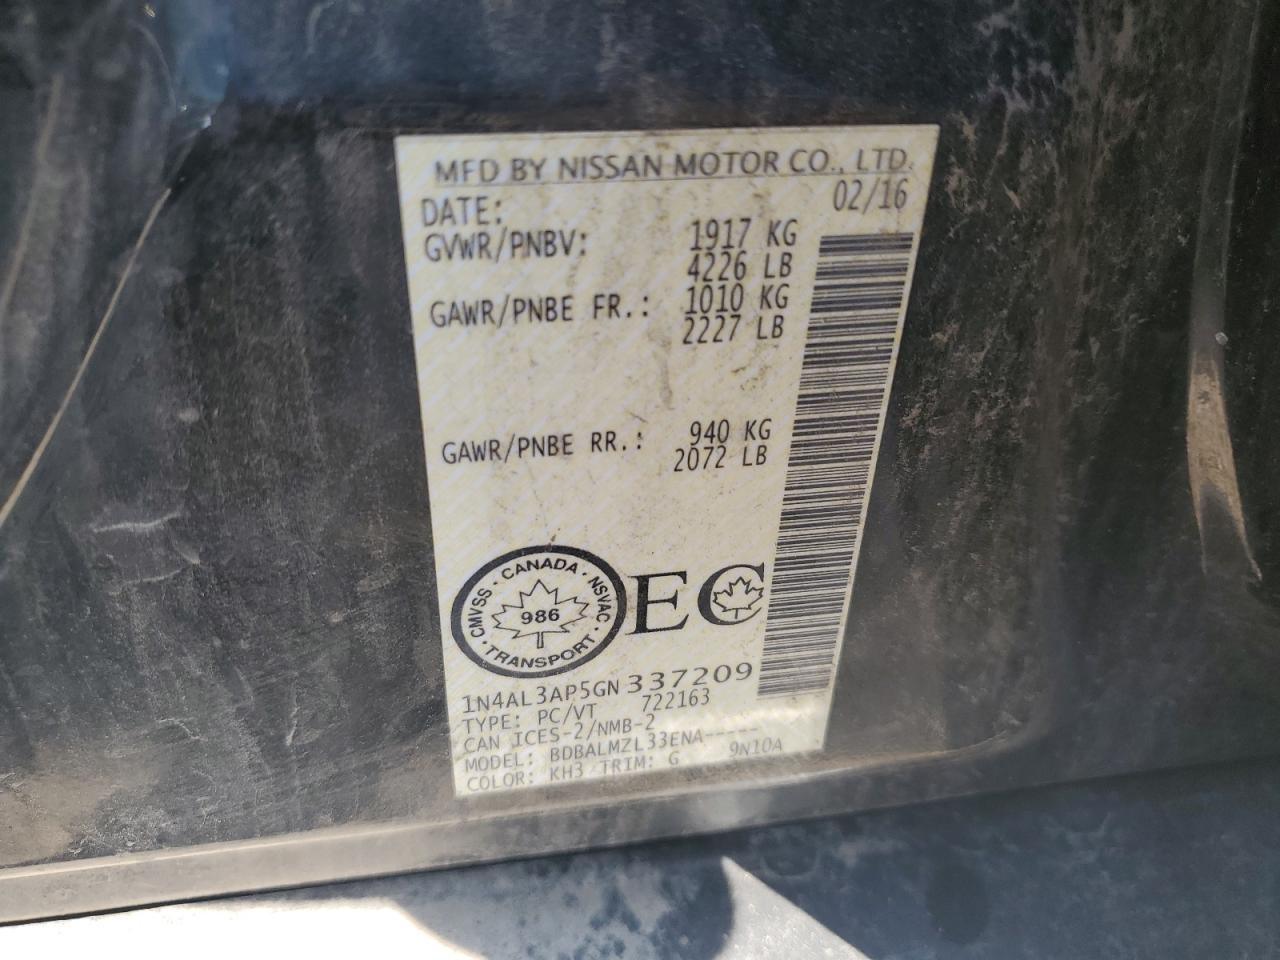 MFD BY NISSAN MOTOR CO., LTD.
DATE: 02/16
GVWR/PNBV: 1917 KG
4226 LB
GAWR/PNBE FR.: 1010 KG
2227 LB
GAWR/PNBE RR.: 940 KG
2072 LB
CMVSS · CANADA · NSVAC · TRANSPORT ·
986
EC
1N4AL3AP5GN337209
TYPE: PC/VT 722163
CAN ICES-2/NMB-2
MODEL: BDBALMZL33ENA-----
COLOR: KH3 TRIM: G 9N10A